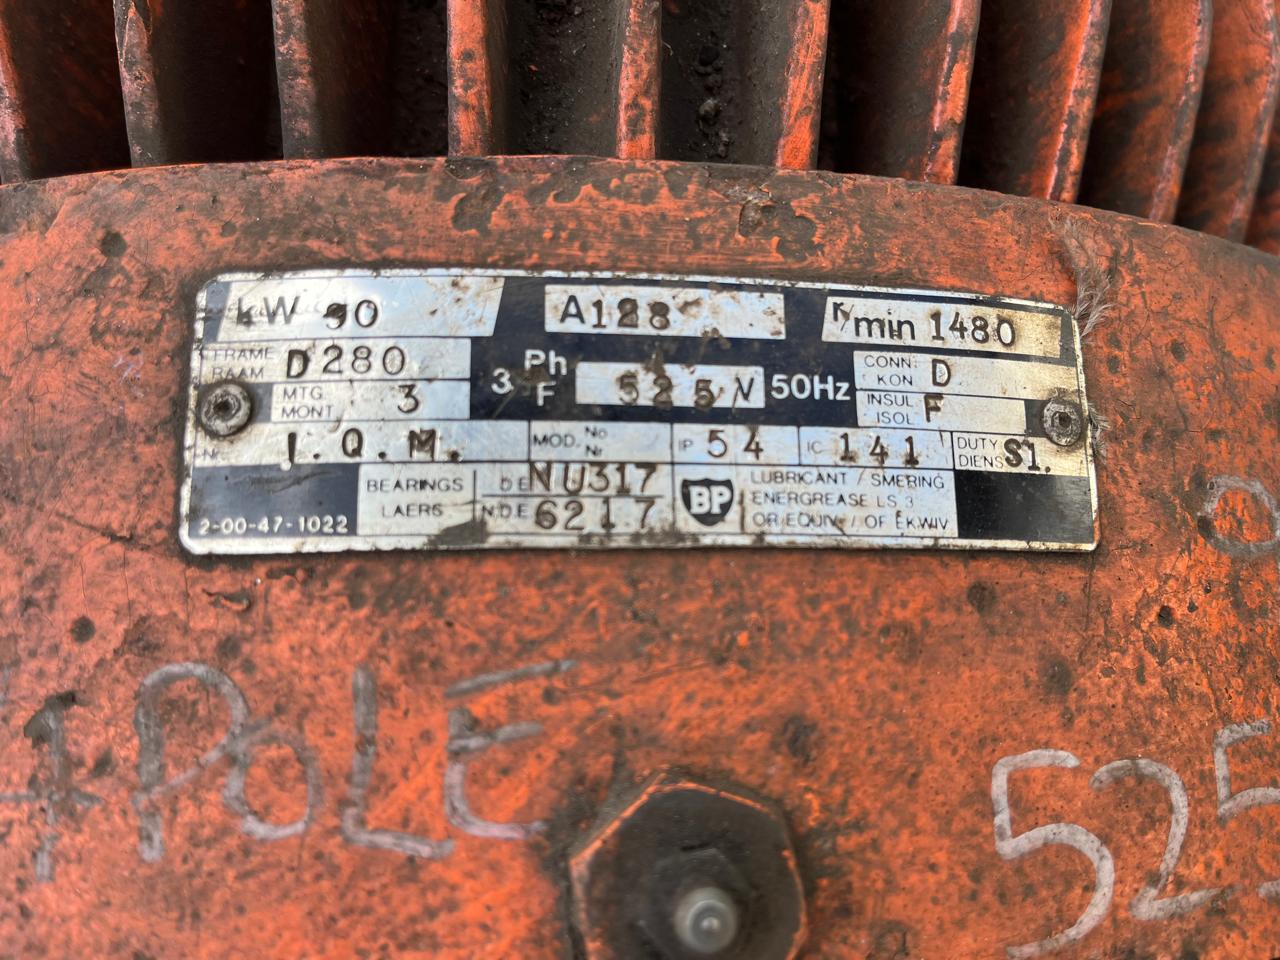 kW 90 A 128 r/min 1480
FRAME RAAM D280 3 Ph F 525 V 50Hz CONN: KON D
MTG. MONT 3 INSUL ISOL F
Nr I.Q.M. MOD. No Nr IP 54 IC 141 DUTY DIENS S1.
BEARINGS LAERS DE NU317 BP LUBRICANT / SMERING
N.D.E 6217 ENERGREASE LS 3
2-00-47-1022 OR EQUIV / OF EKWIV
4 POLE 525